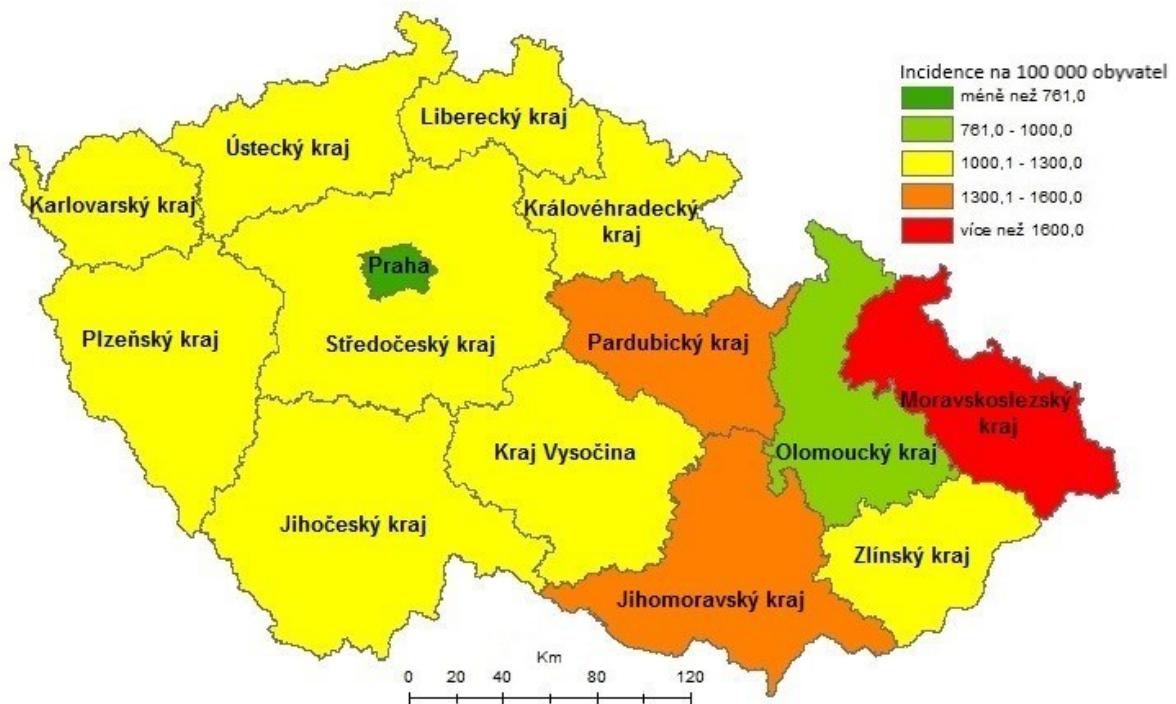 Incidence na 100 000 obyvatel
méně než 761,0
761,0 - 1000,0
1000,1 - 1300,0
1300,1 - 1600,0
více než 1600,0
Liberecký kraj
Ústecký kraj
Karlovarský kraj
Královéhradecký
kraj
Praha
Plzeňský kraj
Středočeský kraj
Pardubický kraj
Moravskoslezský
kraj
Kraj Vysočina
Olomoucký kraj
Jihočeský kraj
Zlínský kraj
Jihomoravský kraj
Km
0 20 40 80 120